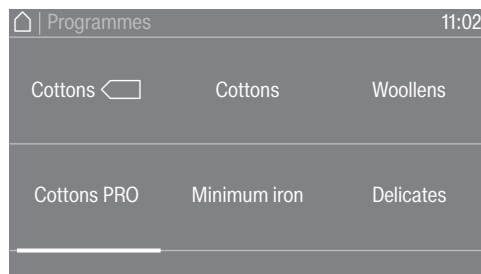 | Programmes 11:02
Cottons Cottons Woollens
Cottons PRO Minimum iron Delicates